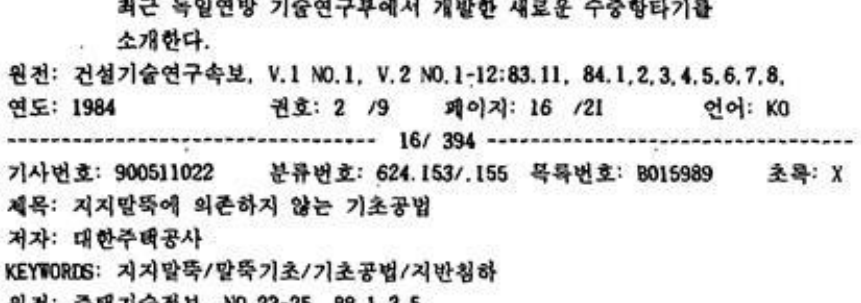 최근 독일연방 기술연구부에서 개발한 새로운 수중항타기를
소개한다.
원전: 건설기술연구속보, V.1 NO.1, V.2 NO.1-12:83.11, 84.1,2,3,4,5,6,7,8,
연도: 1984 권호: 2 /9 페이지: 16 /21 언어: KO
-------------------------------- 16/ 394 --------------------------------
기사번호: 900511022 분류번호: 624.153/.155 목록번호: B015989 초록: X
제목: 지지말뚝에 의존하지 않는 기초공법
저자: 대한주택공사
KEYWORDS: 지지말뚝/말뚝기초/기초공법/지반침하
원전: 주택기술정보, NO.22-25, 88.1,3,5